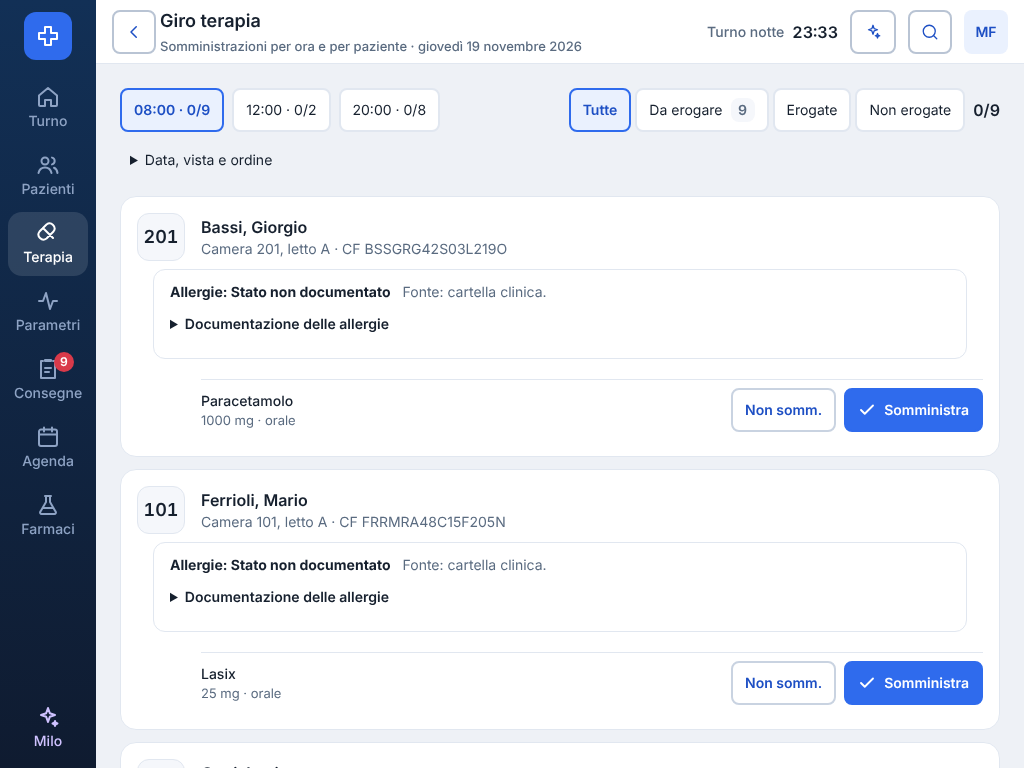 Giro terapia
Somministrazioni per ora e per paziente · giovedì 19 novembre 2026
Turno notte 23:33
MF
Turno
Pazienti
Terapia
Parametri
9
Consegne
Agenda
Farmaci
Milo
08:00 · 0/9
12:00 · 0/2
20:00 · 0/8
Tutte
Da erogare 9
Erogate
Non erogate
0/9
Data, vista e ordine
201
Bassi, Giorgio
Camera 201, letto A · CF BSSGRG42S03L219O
Allergie: Stato non documentato Fonte: cartella clinica.
Documentazione delle allergie
Paracetamolo
1000 mg · orale
Non somm.
Somministra
101
Ferrioli, Mario
Camera 101, letto A · CF FRRMRA48C15F205N
Allergie: Stato non documentato Fonte: cartella clinica.
Documentazione delle allergie
Lasix
25 mg · orale
Non somm.
Somministra